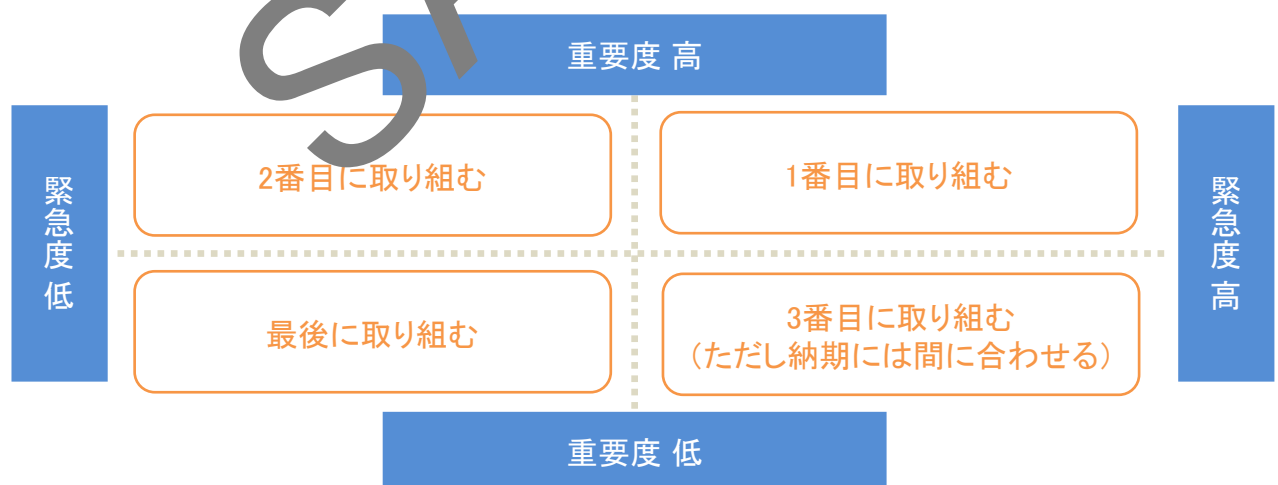 重要度 高
緊急度 低
2番目に取り組む
1番目に取り組む
緊急度 高
最後に取り組む
3番目に取り組む
（ただし納期には間に合わせる）
重要度 低